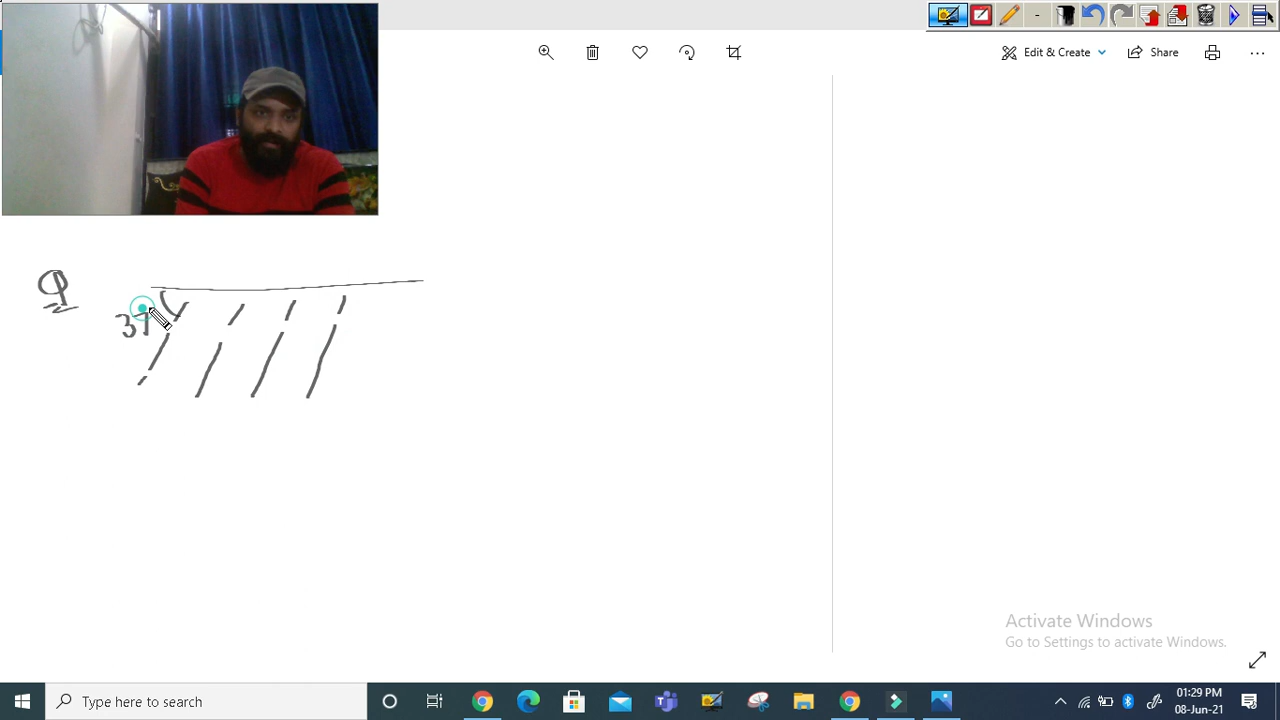 Edit & Create
Share
Q
37
Activate Windows
Go to Settings to activate Windows.
Type here to search
01:29 PM
08-Jun-21